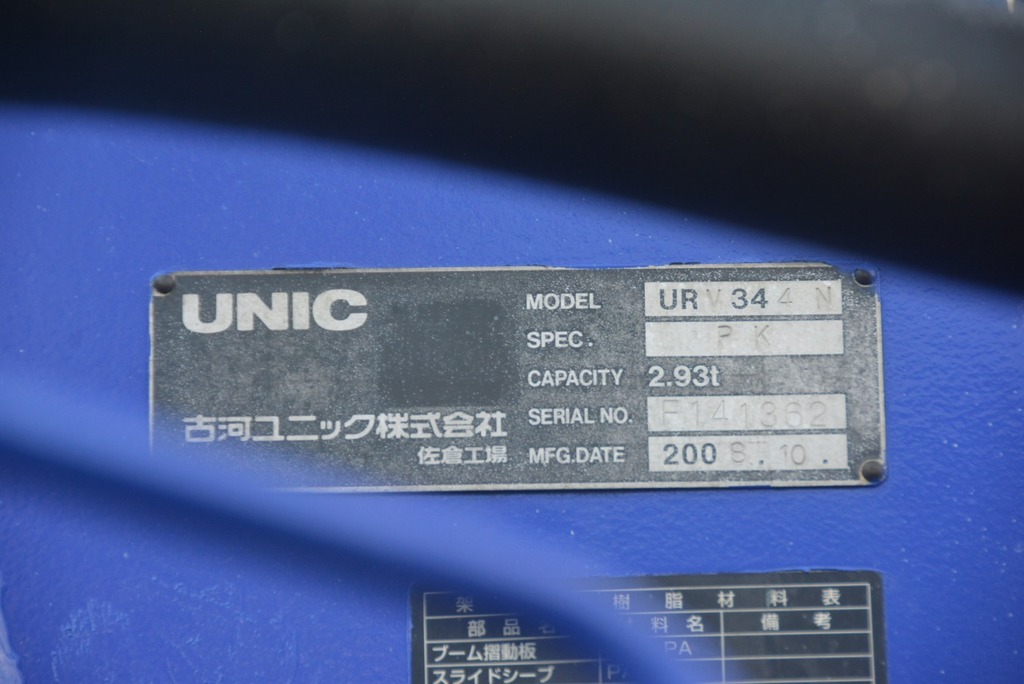 UNIC
MODEL URV344N
SPEC. PK
CAPACITY 2.93t
SERIAL NO. F141362
古河ユニック株式会社
佐倉工場 MFG.DATE 2008.10.
架 樹脂材料表
部品名 料名 備考
ブーム摺動板 PA
スライドシーブ